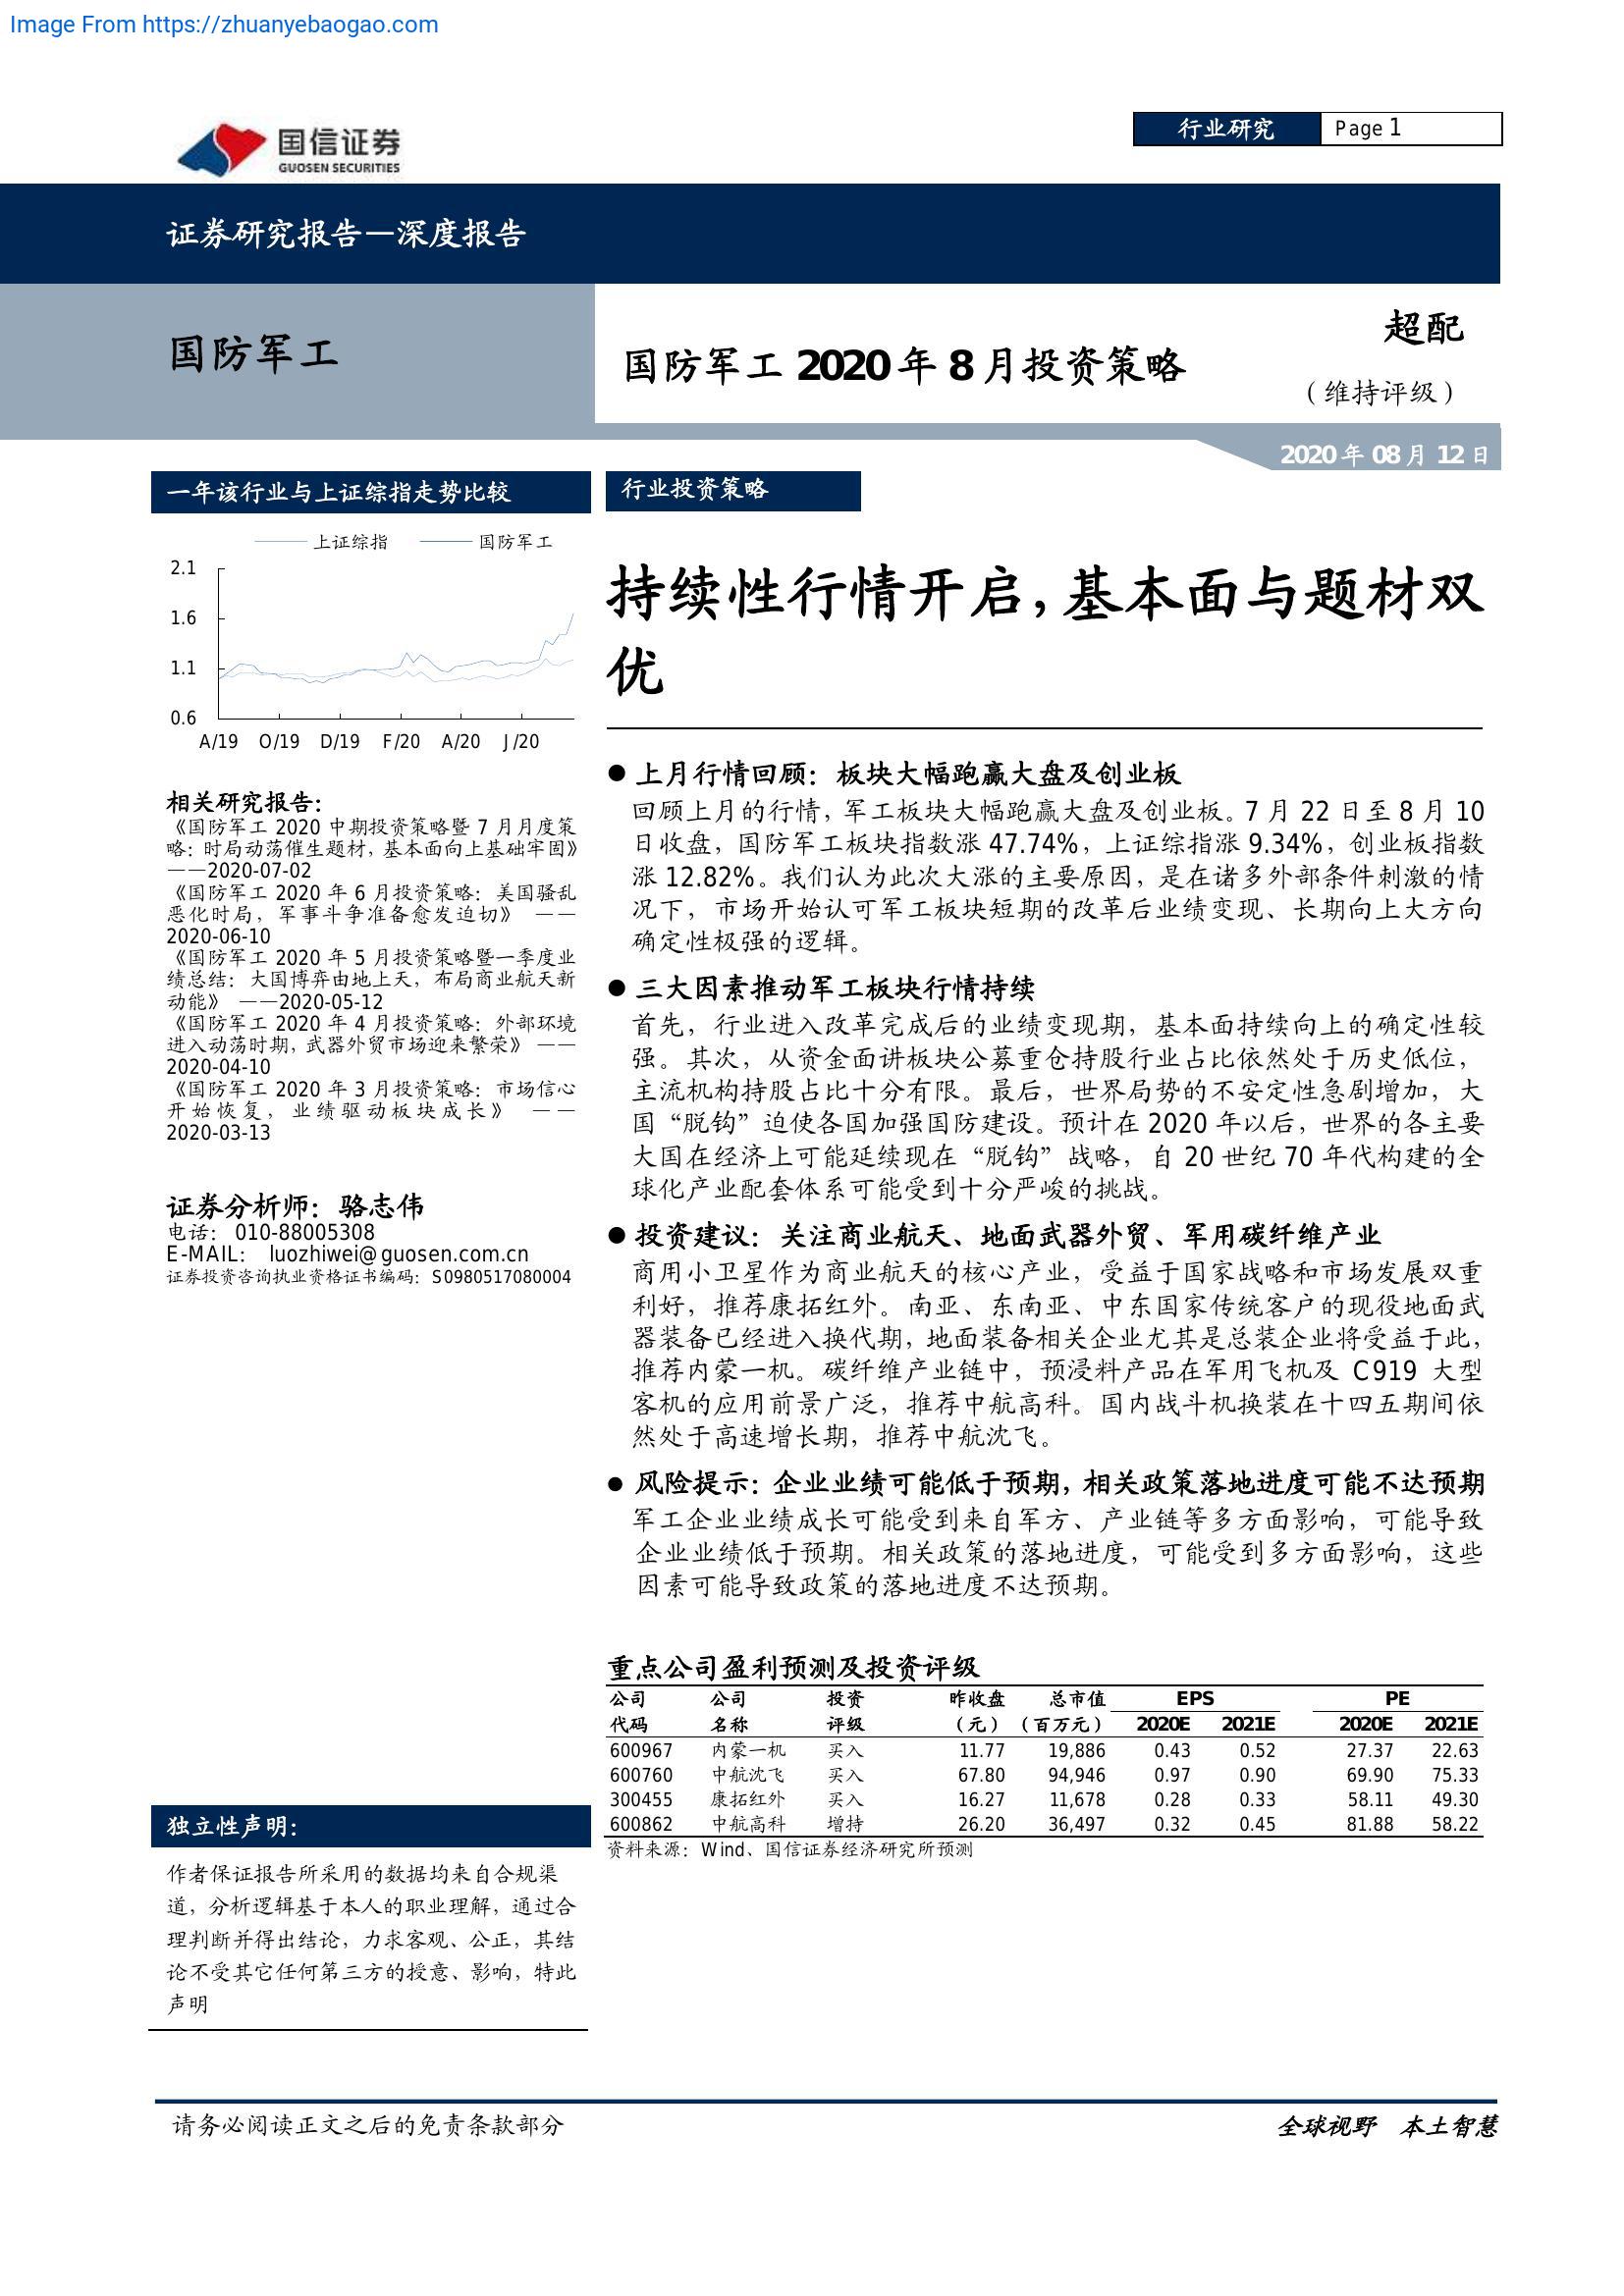 Image From https://zhuanyebaogao.com
国信证券
GUOSEN SECURITIES
行业研究
Page 1
证券研究报告—深度报告
国防军工
国防军工 2020 年 8 月投资策略
超配
（维持评级）
2020 年 08 月 12 日
一年该行业与上证综指走势比较
上证综指 国防军工
2.1
1.6
1.1
0.6
A/19 O/19 D/19 F/20 A/20 J/20
相关研究报告：
《国防军工 2020 中期投资策略暨 7 月月度策
略：时局动荡催生题材，基本面向上基础牢固》
——2020-07-02
《国防军工 2020 年 6 月投资策略：美国骚乱
恶化时局，军事斗争准备愈发迫切》 ——
2020-06-10
《国防军工 2020 年 5 月投资策略暨一季度业
绩总结：大国博弈由地上天，布局商业航天新
动能》 ——2020-05-12
《国防军工 2020 年 4 月投资策略：外部环境
进入动荡时期，武器外贸市场迎来繁荣》 ——
2020-04-10
《国防军工 2020 年 3 月投资策略：市场信心
开始恢复，业绩驱动板块成长》 ——
2020-03-13
证券分析师：骆志伟
电话： 010-88005308
E-MAIL： luozhiwei@guosen.com.cn
证券投资咨询执业资格证书编码：S0980517080004
独立性声明：
作者保证报告所采用的数据均来自合规渠
道，分析逻辑基于本人的职业理解，通过合
理判断并得出结论，力求客观、公正，其结
论不受其它任何第三方的授意、影响，特此
声明
行业投资策略
持续性行情开启，基本面与题材双
优
● 上月行情回顾：板块大幅跑赢大盘及创业板
回顾上月的行情，军工板块大幅跑赢大盘及创业板。7 月 22 日至 8 月 10
日收盘，国防军工板块指数涨 47.74%，上证综指涨 9.34%，创业板指数
涨 12.82%。我们认为此次大涨的主要原因，是在诸多外部条件刺激的情
况下，市场开始认可军工板块短期的改革后业绩变现、长期向上大方向
确定性极强的逻辑。
● 三大因素推动军工板块行情持续
首先，行业进入改革完成后的业绩变现期，基本面持续向上的确定性较
强。其次，从资金面讲板块公募重仓持股行业占比依然处于历史低位，
主流机构持股占比十分有限。最后，世界局势的不安定性急剧增加，大
国“脱钩”迫使各国加强国防建设。预计在 2020 年以后，世界的各主要
大国在经济上可能延续现在“脱钩”战略，自 20 世纪 70 年代构建的全
球化产业配套体系可能受到十分严峻的挑战。
● 投资建议：关注商业航天、地面武器外贸、军用碳纤维产业
商用小卫星作为商业航天的核心产业，受益于国家战略和市场发展双重
利好，推荐康拓红外。南亚、东南亚、中东国家传统客户的现役地面武
器装备已经进入换代期，地面装备相关企业尤其是总装企业将受益于此，
推荐内蒙一机。碳纤维产业链中，预浸料产品在军用飞机及 C919 大型
客机的应用前景广泛，推荐中航高科。国内战斗机换装在十四五期间依
然处于高速增长期，推荐中航沈飞。
● 风险提示：企业业绩可能低于预期，相关政策落地进度可能不达预期
军工企业业绩成长可能受到来自军方、产业链等多方面影响，可能导致
企业业绩低于预期。相关政策的落地进度，可能受到多方面影响，这些
因素可能导致政策的落地进度不达预期。
重点公司盈利预测及投资评级
公司 公司 投资 昨收盘 总市值 EPS PE
代码 名称 评级 （元） （百万元） 2020E 2021E 2020E 2021E
600967 内蒙一机 买入 11.77 19,886 0.43 0.52 27.37 22.63
600760 中航沈飞 买入 67.80 94,946 0.97 0.90 69.90 75.33
300455 康拓红外 买入 16.27 11,678 0.28 0.33 58.11 49.30
600862 中航高科 增持 26.20 36,497 0.32 0.45 81.88 58.22
资料来源：Wind、国信证券经济研究所预测
请务必阅读正文之后的免责条款部分
全球视野 本土智慧